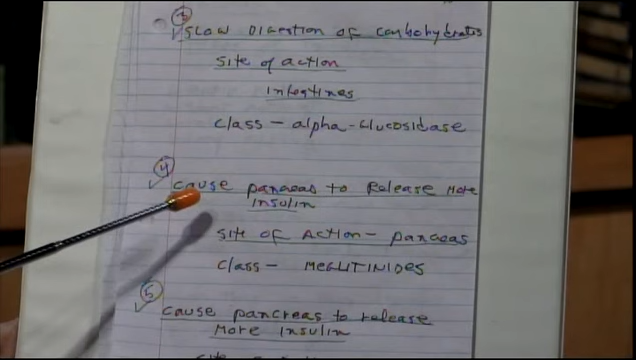 3
SLOW DIGESTION OF CARBOHYDRATES
SITE OF ACTION
INTESTINES
CLASS - ALPHA-GLUCOSIDASE
4
CAUSE PANCREAS TO RELEASE MORE
INSULIN
SITE OF ACTION - PANCREAS
CLASS - MEGLITINIDES
5
CAUSE PANCREAS TO RELEASE
MORE INSULIN